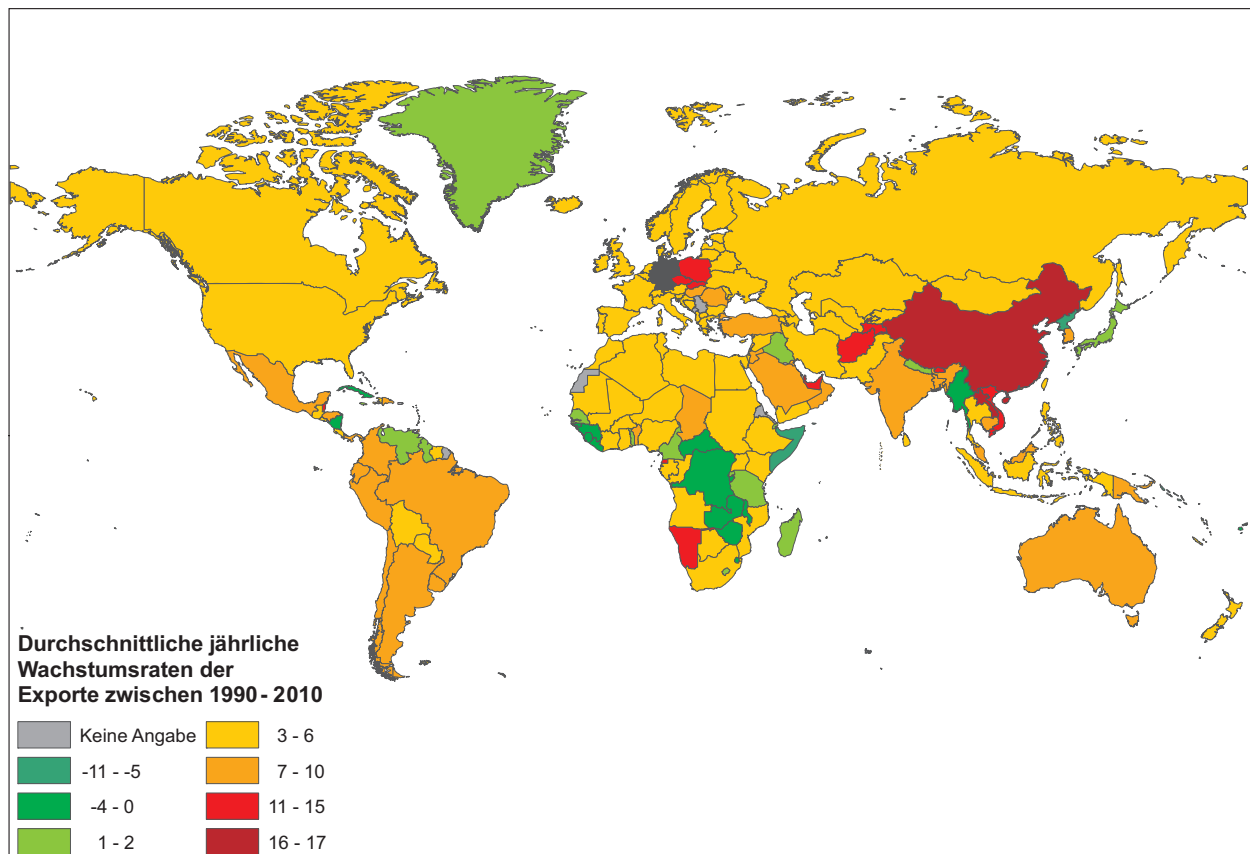 Durchschnittliche jährliche
Wachstumsraten der
Exporte zwischen 1990 - 2010
Keine Angabe
3 - 6
-11 - -5
7 - 10
-4 - 0
11 - 15
1 - 2
16 - 17